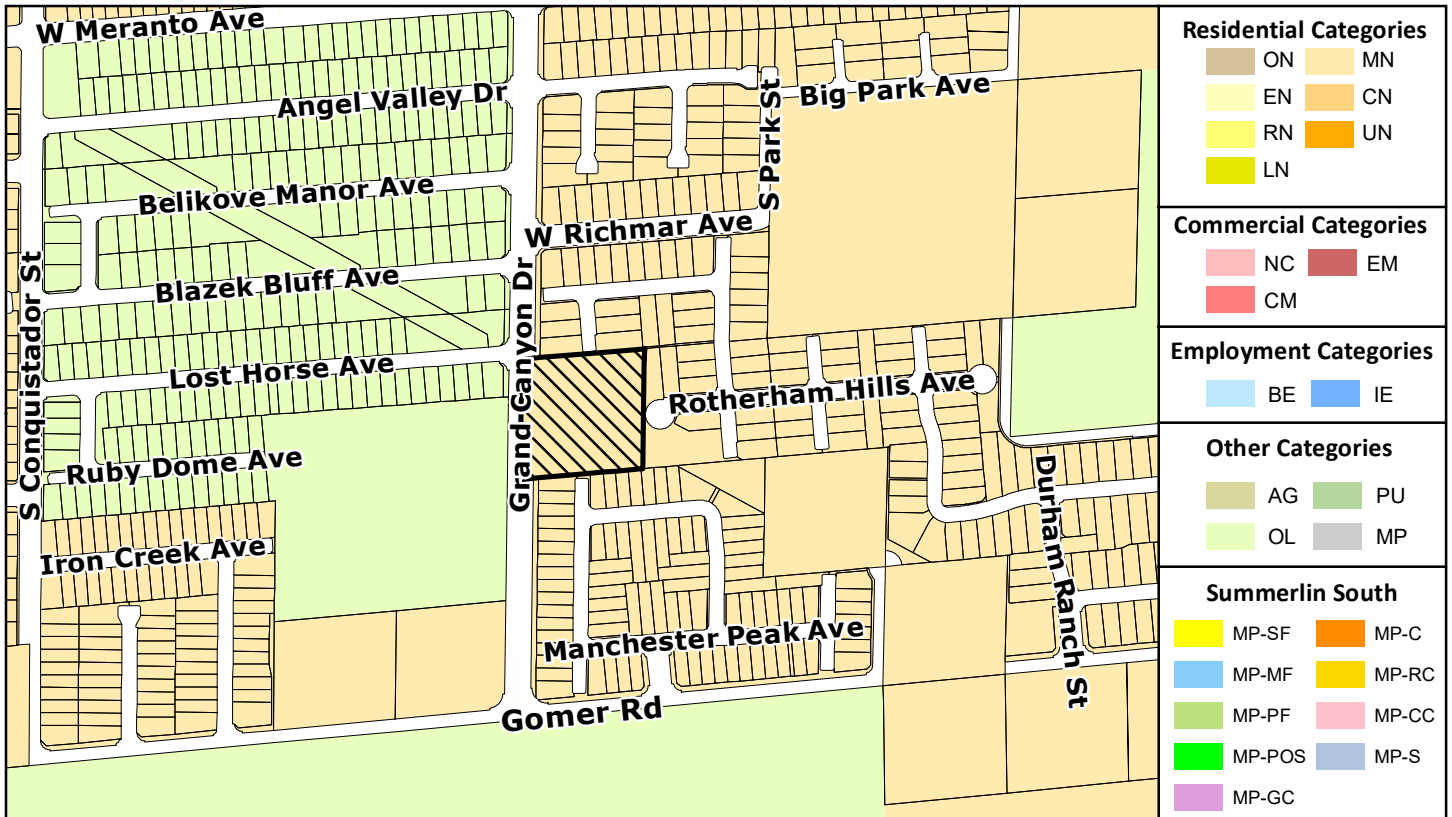 W Meranto Ave
Angel Valley Dr
Big Park Ave
S Park St
Belikove Manor Ave
W Richmar Ave
S Conquistador St
Blazek Bluff Ave
Grand Canyon Dr
Lost Horse Ave
Rotherham Hills Ave
Ruby Dome Ave
Durham Ranch St
Iron Creek Ave
Manchester Peak Ave
Gomer Rd
Residential Categories
ON MN
EN CN
RN UN
LN
Commercial Categories
NC EM
CM
Employment Categories
BE IE
Other Categories
AG PU
OL MP
Summerlin South
MP-SF MP-C
MP-MF MP-RC
MP-PF MP-CC
MP-POS MP-S
MP-GC